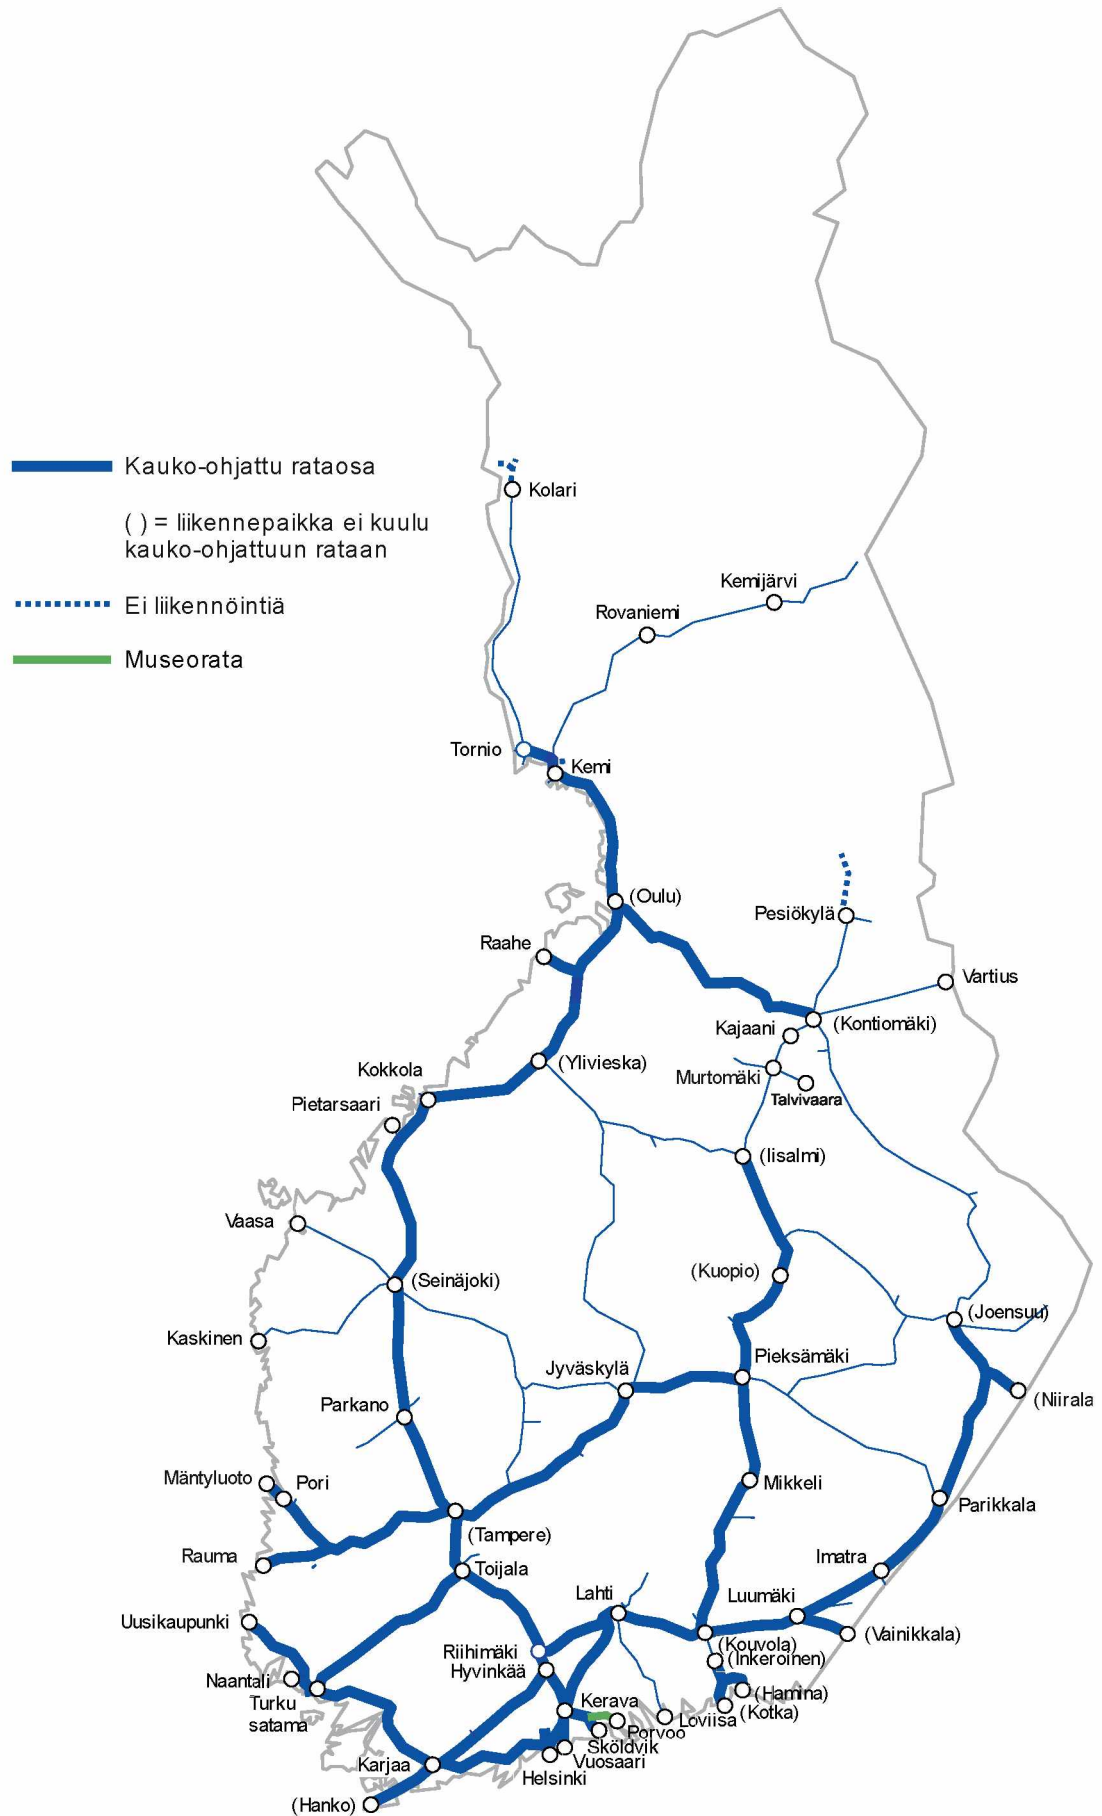 Kauko-ohjattu rataosa
( ) = liikennepaikka ei kuulu
kauko-ohjattuun rataan
Ei liikennöintiä
Museorata
Kolari
Kemijärvi
Rovaniemi
Tornio
Kemi
(Oulu)
Pesiökylä
Raahe
Vartius
(Kontiomäki)
Kajaani
(Ylivieska)
Kokkola
Murtomäki
Talvivaara
Pietarsaari
(Iisalmi)
Vaasa
(Kuopio)
(Seinäjoki)
(Joensuu)
Kaskinen
Pieksämäki
Jyväskylä
(Niirala
Parkano
Mäntyluoto
Pori
Mikkeli
Parikkala
(Tampere)
Rauma
Imatra
Toijala
Lahti
Luumäki
Uusikaupunki
(Vainikkala)
(Kouvola)
Riihimäki
(Inkeroinen)
Hyvinkää
Naantali
Turku
satama
(Hamina)
Kerava
(Kotka)
Loviisa
Porvoo
Sköldvik
Vuosaari
Karjaa
Helsinki
(Hanko)